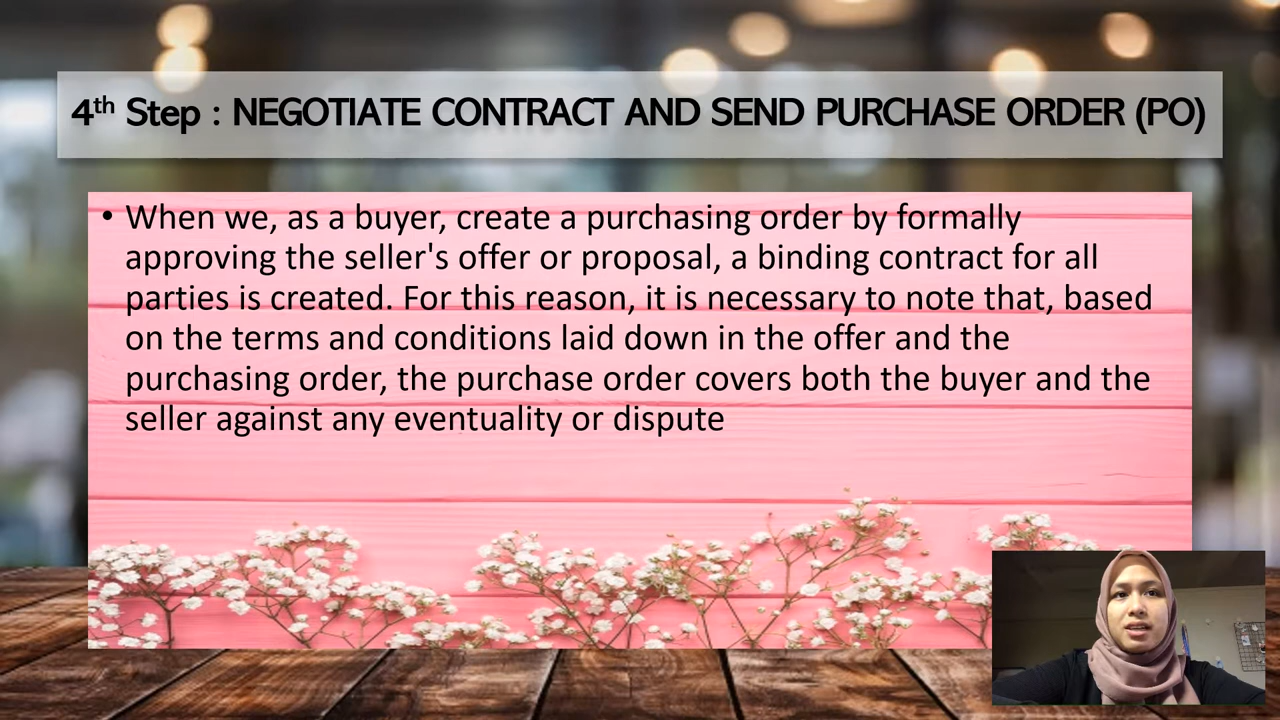 4th Step : NEGOTIATE CONTRACT AND SEND PURCHASE ORDER (PO)
• When we, as a buyer, create a purchasing order by formally
approving the seller's offer or proposal, a binding contract for all
parties is created. For this reason, it is necessary to note that, based
on the terms and conditions laid down in the offer and the
purchasing order, the purchase order covers both the buyer and the
seller against any eventuality or dispute